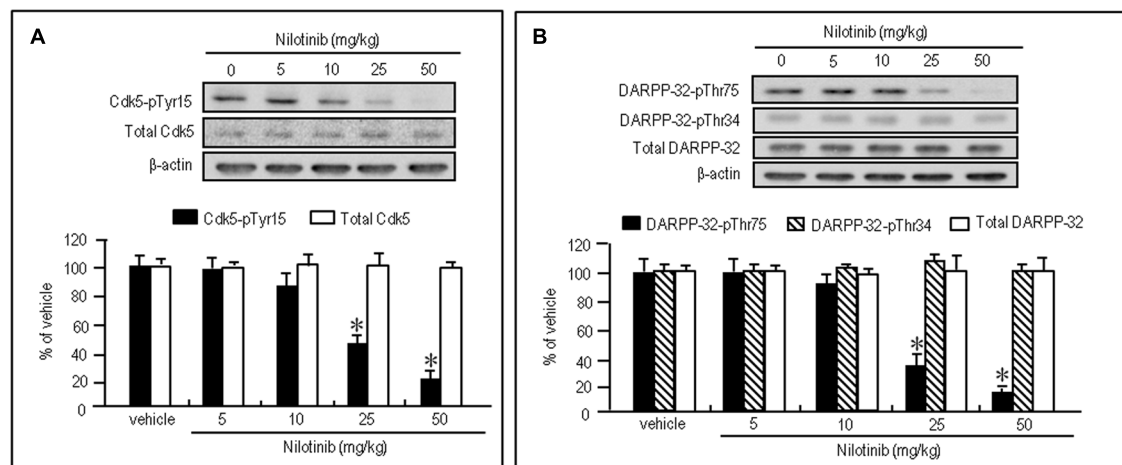 A
Nilotinib (mg/kg)
0 5 10 25 50
Cdk5-pTyr15
Total Cdk5
β-actin
Cdk5-pTyr15 Total Cdk5
% of vehicle
120
100
80
60
40
20
0
* *
vehicle 5 10 25 50
Nilotinib (mg/kg)
B
Nilotinib (mg/kg)
0 5 10 25 50
DARPP-32-pThr75
DARPP-32-pThr34
Total DARPP-32
β-actin
DARPP-32-pThr75 DARPP-32-pThr34 Total DARPP-32
% of vehicle
120
100
80
60
40
20
0
* *
vehicle 5 10 25 50
Nilotinib (mg/kg)